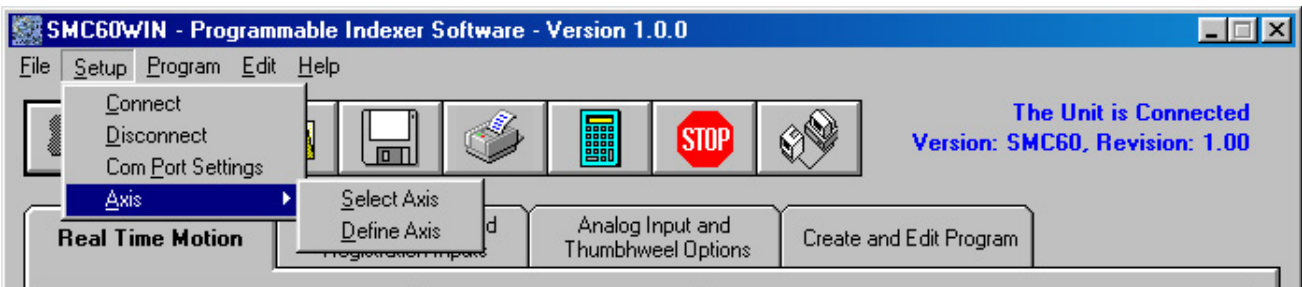 SMC60WIN - Programmable Indexer Software - Version 1.0.0
File Setup Program Edit Help
Connect
Disconnect
Com Port Settings
Axis
Select Axis
Define Axis
STOP
The Unit is Connected
Version: SMC60, Revision: 1.00
Real Time Motion
Analog Input and
Thumbhweel Options
Create and Edit Program